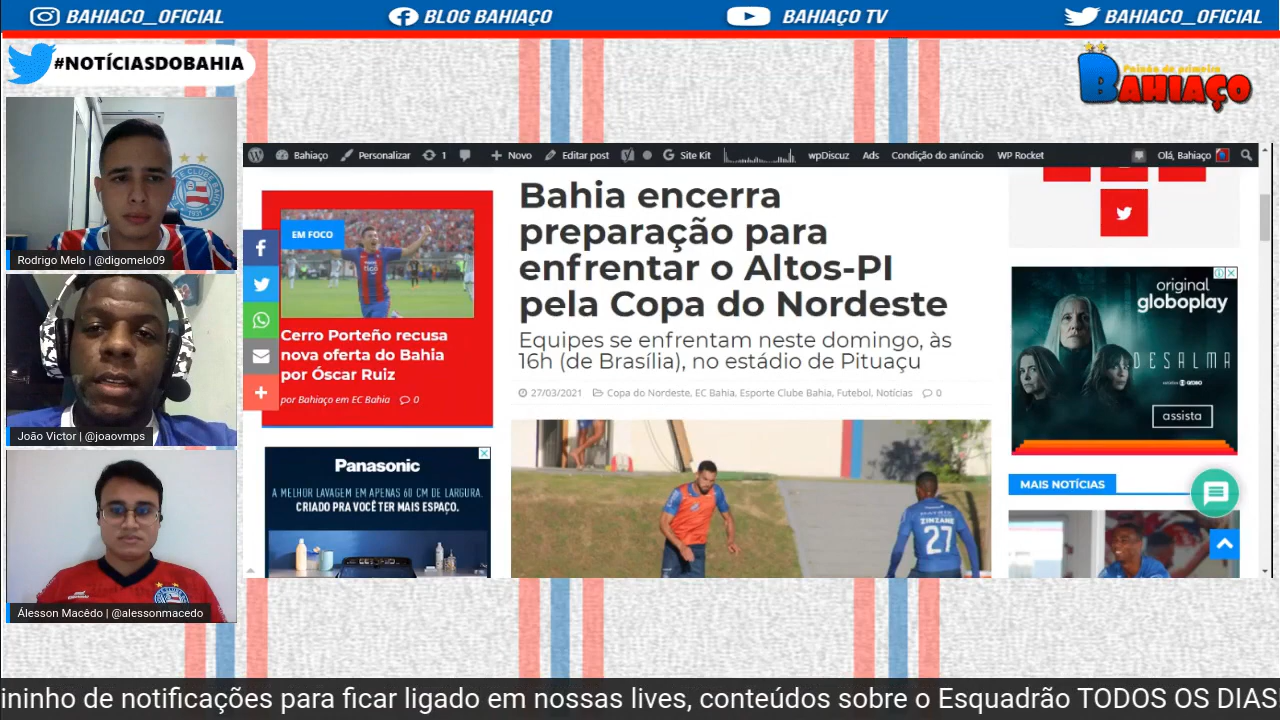 BAHIACO_OFICIAL
BLOG BAHIAÇO
BAHIAÇO TV
BAHIACO_OFICIAL
#NOTÍCIASDOBAHIA
Paixão de primeira
BAHIAÇO
Rodrigo Melo | @digomelo09
João Victor | @joaovmps
Álesson Macêdo | @alessonmacedo
Bahiaço
Personalizar
1
Novo
Editar post
Site Kit
wpDiscuz
Ads
Condição do anúncio
WP Rocket
Olá, Bahiaço
EM FOCO
Cerro Porteño recusa
nova oferta do Bahia
por Óscar Ruiz
por Bahiaço em EC Bahia 0
Panasonic
A MELHOR LAVAGEM EM APENAS 60 CM DE LARGURA.
CRIADO PRA VOCÊ TER MAIS ESPAÇO.
Bahia encerra
preparação para
enfrentar o Altos-PI
pela Copa do Nordeste
Equipes se enfrentam neste domingo, às
16h (de Brasília), no estádio de Pituaçu
27/03/2021 Copa do Nordeste, EC Bahia, Esporte Clube Bahia, Futebol, Notícias 0
27
original
globoplay
DESALMA
assista
MAIS NOTÍCIAS
ininho de notificações para ficar ligado em nossas lives, conteúdos sobre o Esquadrão TODOS OS DIAS